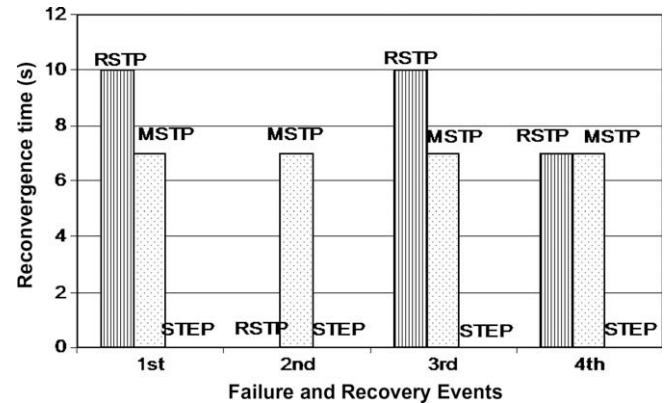 12
10
8
6
4
2
0
Reconvergence time (s)
RSTP
MSTP
STEP
RSTP
MSTP
STEP
RSTP
MSTP
STEP
RSTP
MSTP
STEP
1st
2nd
3rd
4th
Failure and Recovery Events